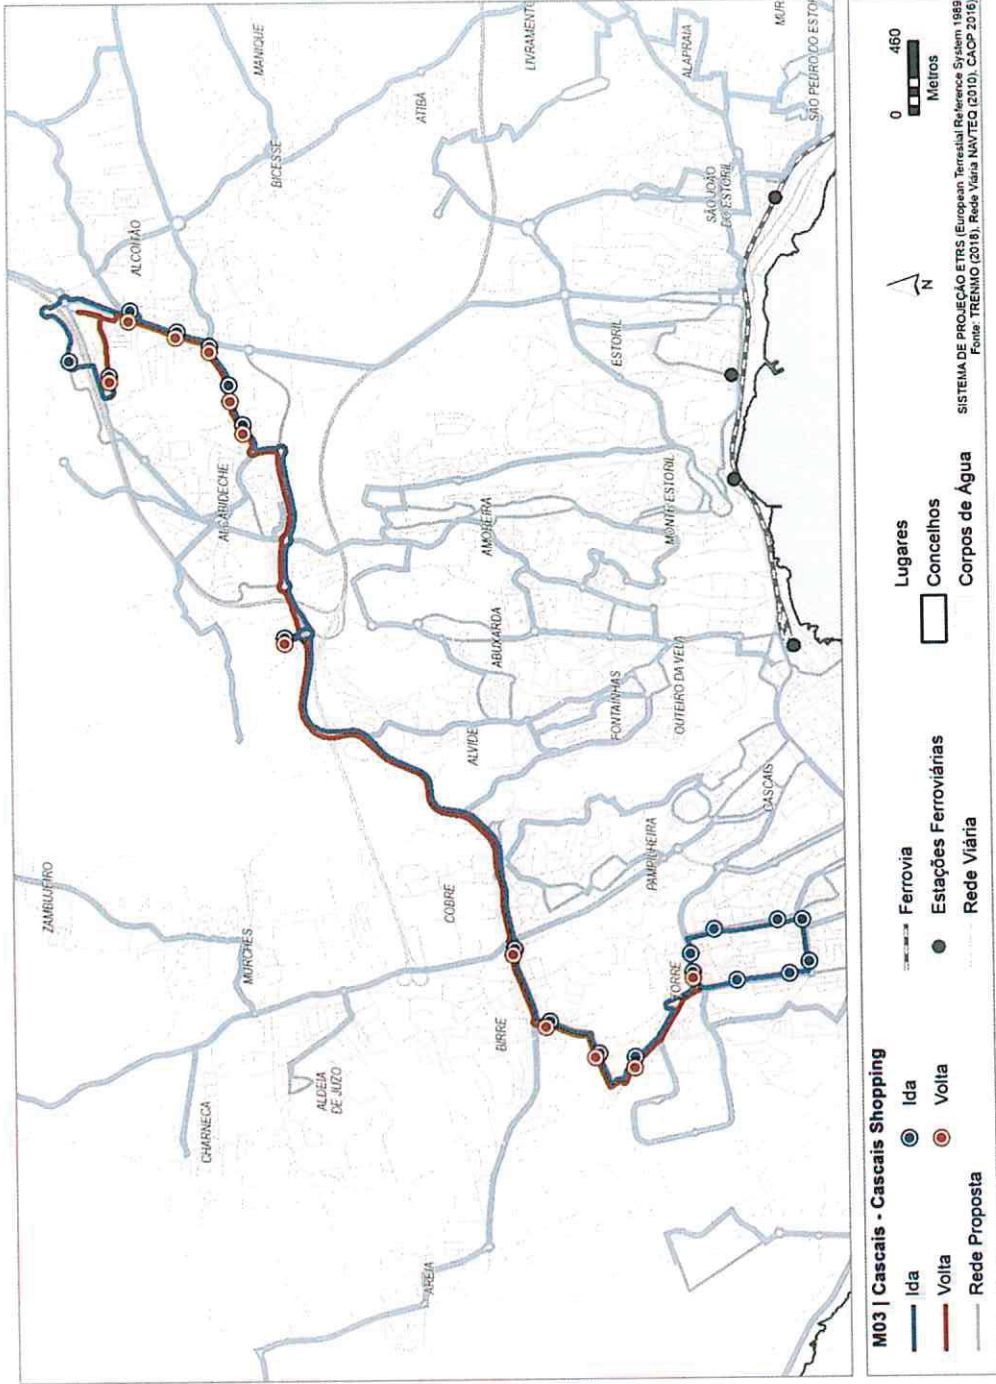 ZAMBUJEIRO
CHARNECA
MURCHES
ALDEIA
DE JUZO
AREIA
BIRRE
COBRE
TORRE
PAMPILHEIRA
CASCAIS
ALVIDE
FONTAINHAS
OUTEIRO DA VELA
ABUXARDA
AMOREIRA
MONTE ESTORIL
ALCABIDECHE
ESTORIL
ALCOITÃO
BICESSE
MANIQUE
ATIBÁ
SÃO JOÃO
DO ESTORIL
LIVRAMENTO
ALAPRAIA
SÃO PEDRO DO ESTOR
MUR
M03 | Cascais - Cascais Shopping
Ida
Volta
Rede Proposta
Ida
Volta
Ferrovia
Estações Ferroviárias
Rede Viária
Lugares
Concelhos
Corpos de Água
N
0 460
Metros
SISTEMA DE PROJEÇÃO ETRS (European Terrestrial Reference System 1989)
Fonte: TRENMO (2018), Rede Viária NAVTEQ (2010), CAOP 2016)